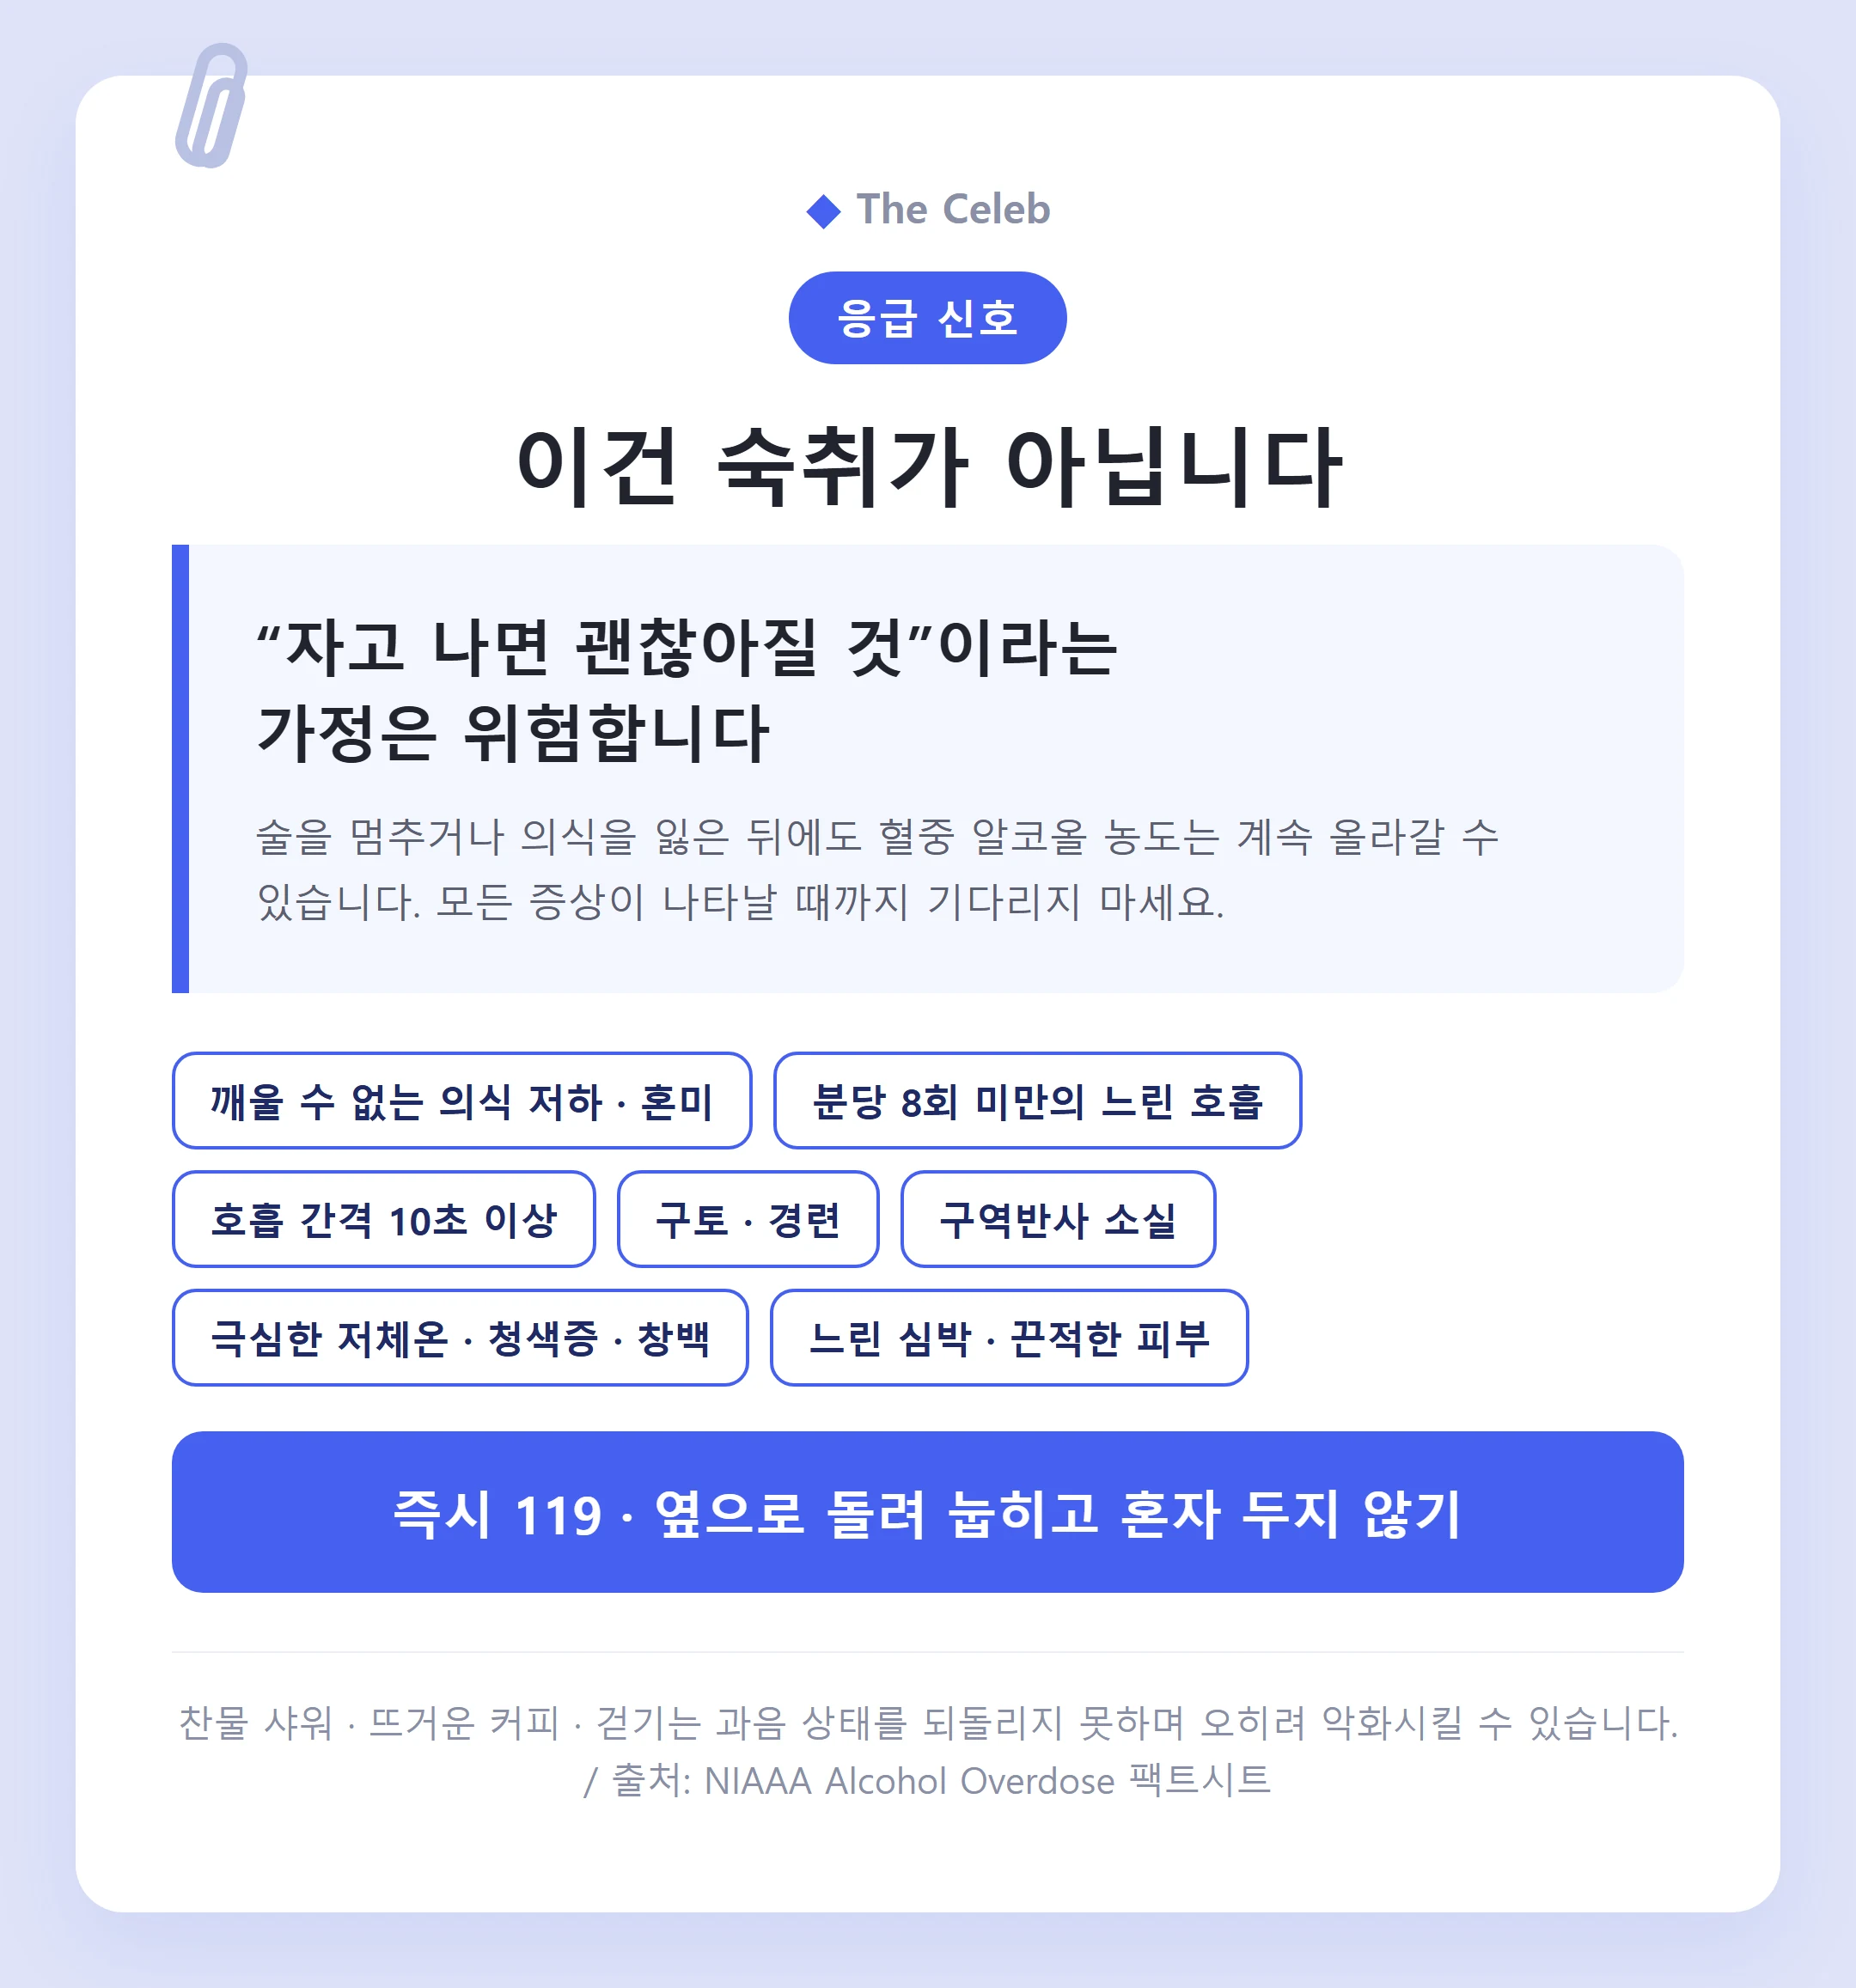 The Celeb
응급 신호
이건 숙취가 아닙니다
“자고 나면 괜찮아질 것”이라는
가정은 위험합니다
술을 멈추거나 의식을 잃은 뒤에도 혈중 알코올 농도는 계속 올라갈 수
있습니다. 모든 증상이 나타날 때까지 기다리지 마세요.
깨울 수 없는 의식 저하 · 혼미
분당 8회 미만의 느린 호흡
호흡 간격 10초 이상
구토 · 경련
구역반사 소실
극심한 저체온 · 청색증 · 창백
느린 심박 · 끈적한 피부
즉시 119 · 옆으로 돌려 눕히고 혼자 두지 않기
찬물 샤워 · 뜨거운 커피 · 걷기는 과음 상태를 되돌리지 못하며 오히려 악화시킬 수 있습니다.
/ 출처: NIAAA Alcohol Overdose 팩트시트